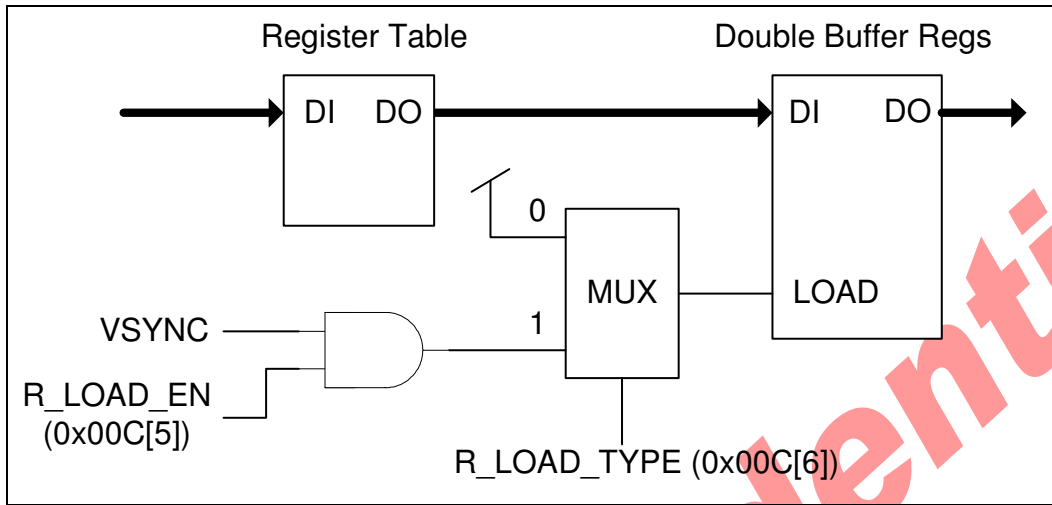 Register Table
Double Buffer Regs
DI DO
DI DO
0
MUX
LOAD
1
VSYNC
R_LOAD_EN
(0x00C[5])
R_LOAD_TYPE (0x00C[6])
denti